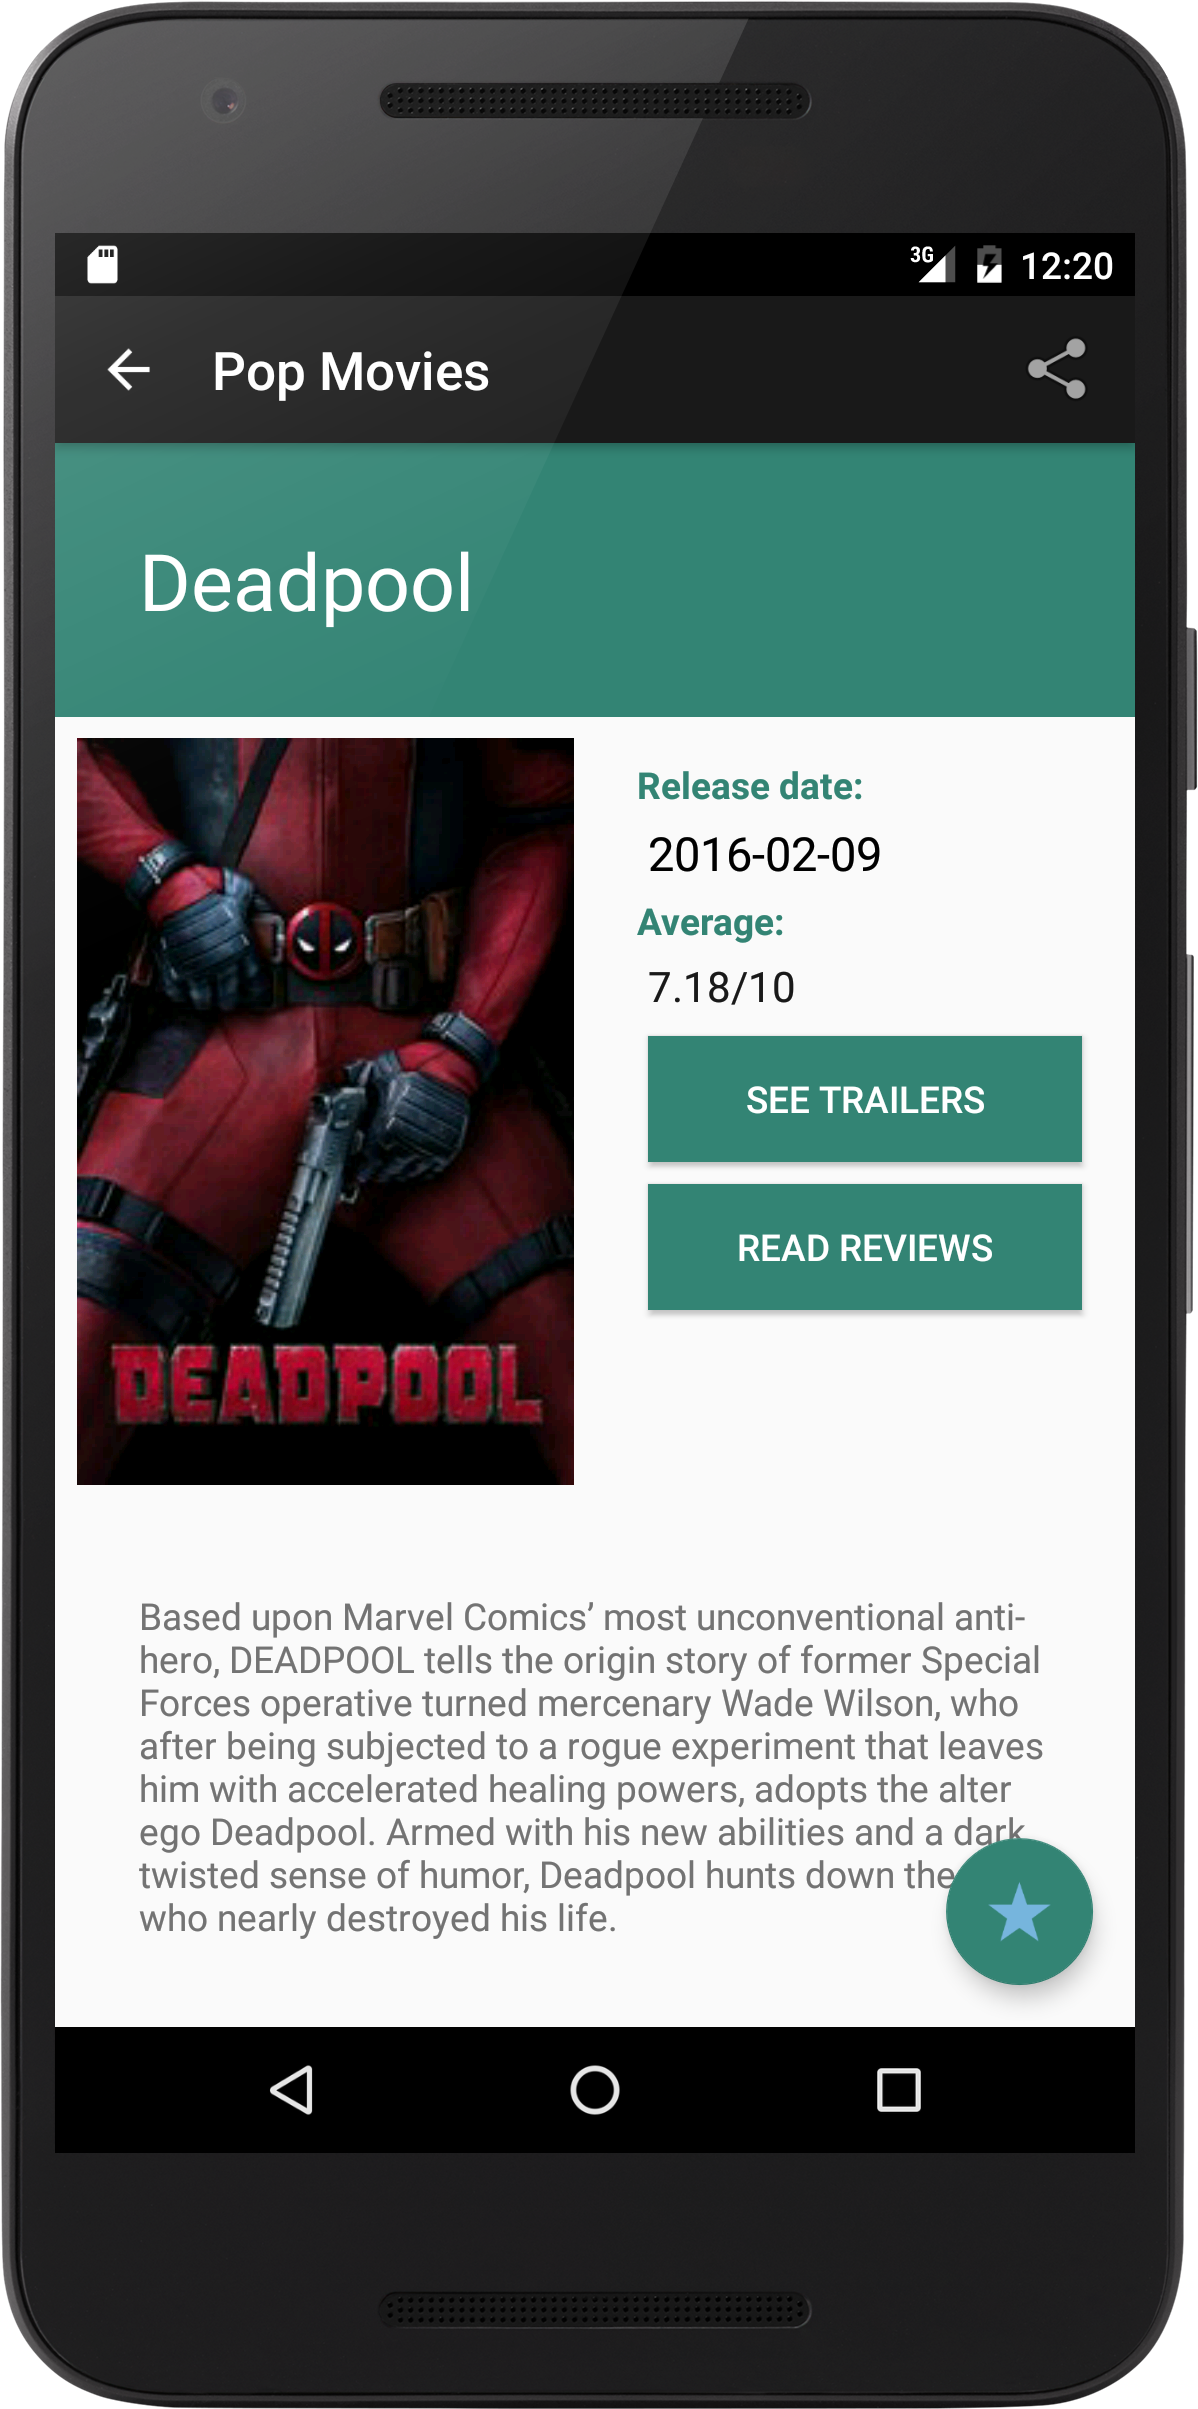 3G 12:20
Pop Movies
Deadpool
Release date:
2016-02-09
Average:
7.18/10
SEE TRAILERS
READ REVIEWS
DEADPOOL
Based upon Marvel Comics’ most unconventional anti-
hero, DEADPOOL tells the origin story of former Special
Forces operative turned mercenary Wade Wilson, who
after being subjected to a rogue experiment that leaves
him with accelerated healing powers, adopts the alter
ego Deadpool. Armed with his new abilities and a dark
twisted sense of humor, Deadpool hunts down the
who nearly destroyed his life.